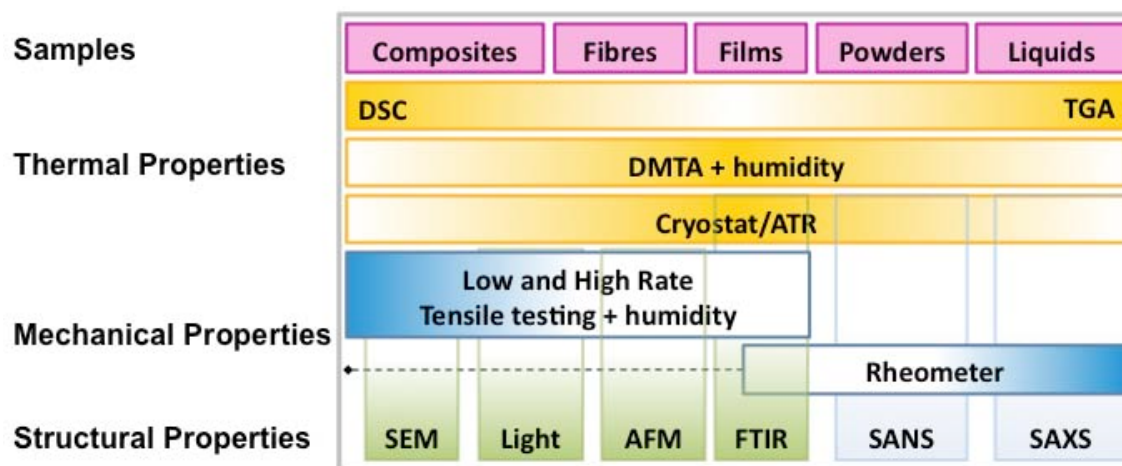 Samples
Composites Fibres Films Powders Liquids
DSC TGA
Thermal Properties
DMTA + humidity
Cryostat/ATR
Low and High Rate
Tensile testing + humidity
Mechanical Properties
Rheometer
Structural Properties
SEM Light AFM FTIR SANS SAXS